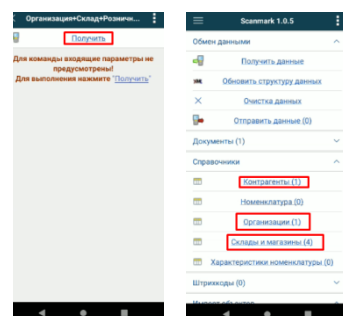 Организация+Склад+Розничн...
Получить
Для команды входящие параметры не
предусмотрены!
Для выполнения нажмите "Получить"
Scanmark 1.0.5
Обмен данными
Получить данные
Обновить структуру данных
Очистка данных
Отправить данные (0)
Документы (1)
Справочники
Контрагенты (1)
Номенклатура (0)
Организации (1)
Склады и магазины (4)
Характеристики номенклатуры (0)
Штрихкоды (0)